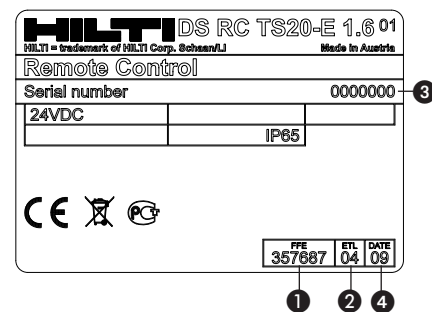 HILTI DS RC TS20-E 1.6 01
HILTI = trademark of HILTI Corp. Schaan/LI Made in Austria
Remote Control
Serial number 0000000 3
24VDC
IP65
CE PCT
FFE ETL DATE
357687 04 09
1 2 4